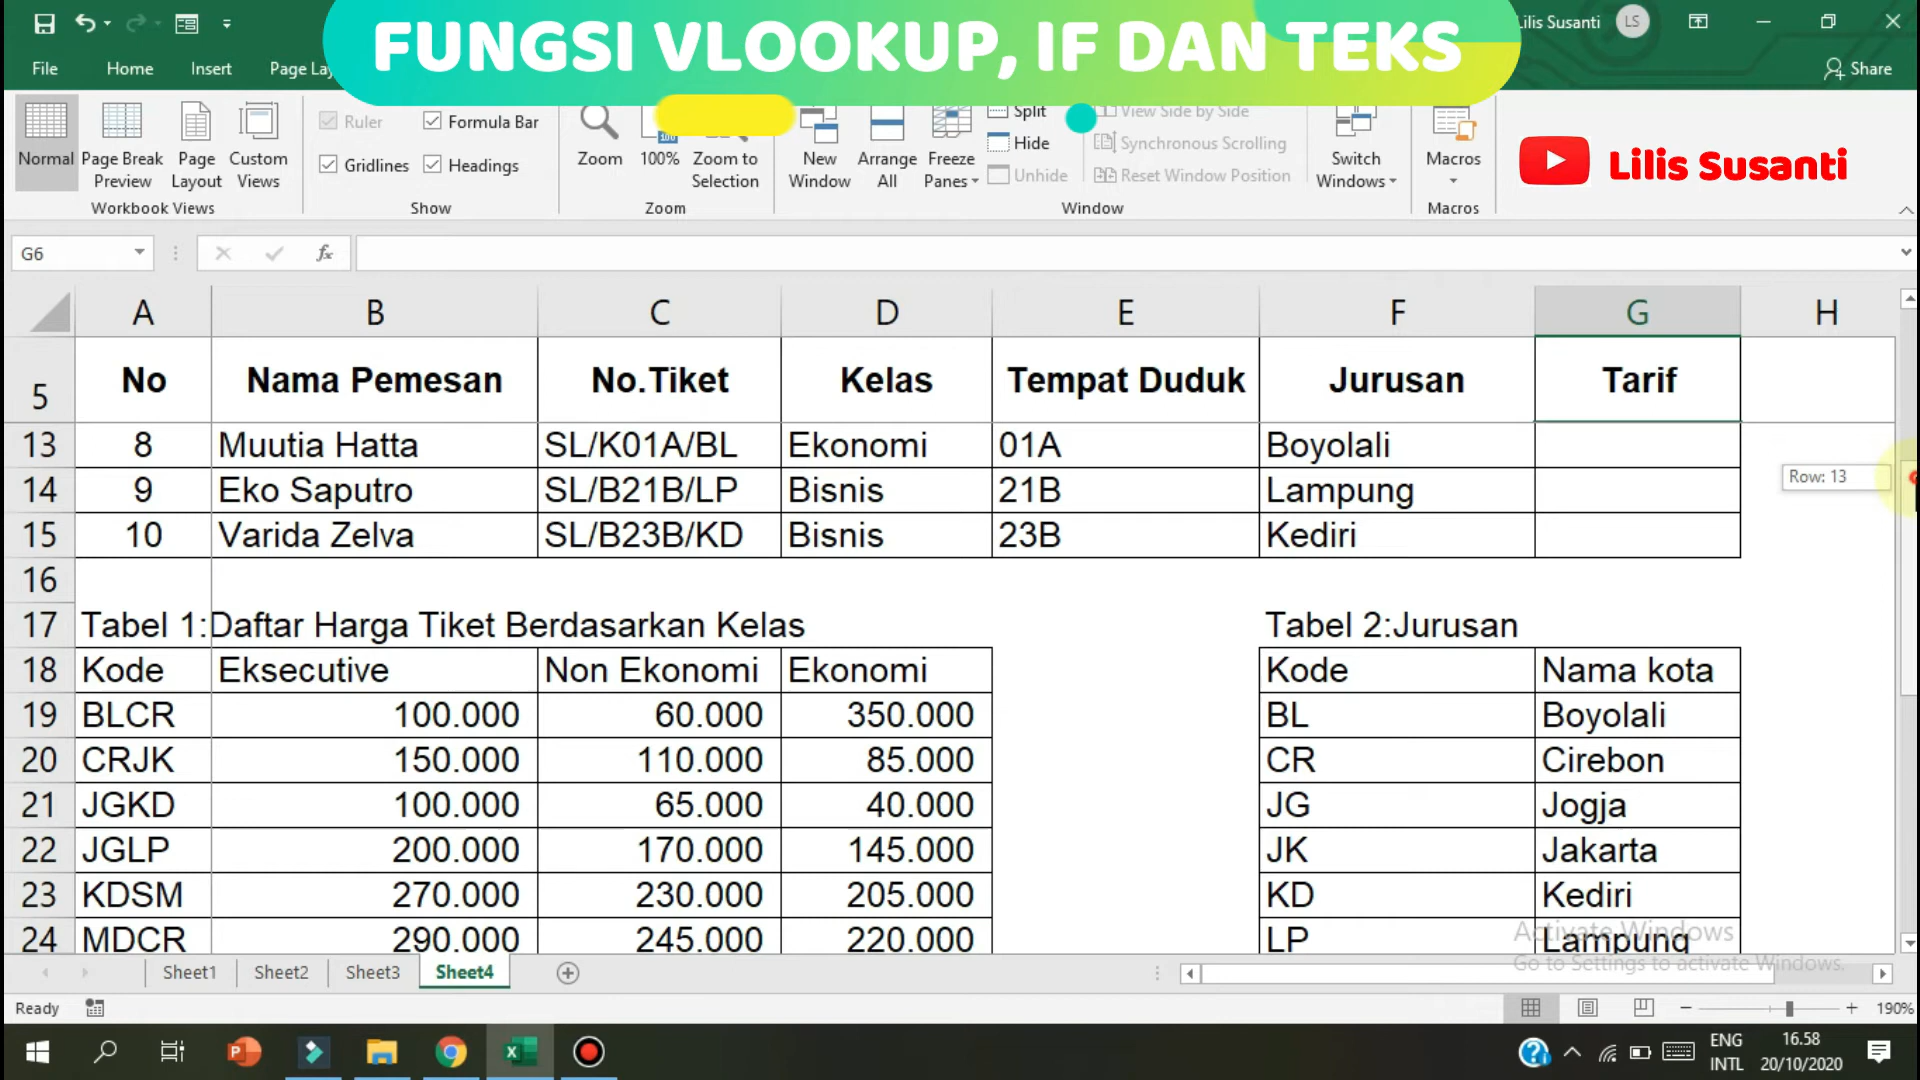 FUNGSI VLOOKUP, IF DAN TEKS
Lilis Susanti LS
File Home Insert Page Lay Share
Ruler Formula Bar
Gridlines Headings
Normal Page Break Preview Page Layout Custom Views
Workbook Views Show
Zoom 100% Zoom to Selection
Zoom
New Window Arrange All Freeze Panes
Split
Hide
Unhide
View Side by Side
Synchronous Scrolling
Reset Window Position
Window
Switch Windows
Macros
Macros
Lilis Susanti
G6 fx
A B C D E F G H
5 No Nama Pemesan No.Tiket Kelas Tempat Duduk Jurusan Tarif
13 8 Muutia Hatta SL/K01A/BL Ekonomi 01A Boyolali
Row: 13
14 9 Eko Saputro SL/B21B/LP Bisnis 21B Lampung
15 10 Varida Zelva SL/B23B/KD Bisnis 23B Kediri
16
17 Tabel 1:Daftar Harga Tiket Berdasarkan Kelas Tabel 2:Jurusan
18 Kode Eksecutive Non Ekonomi Ekonomi Kode Nama kota
19 BLCR 100.000 60.000 350.000 BL Boyolali
20 CRJK 150.000 110.000 85.000 CR Cirebon
21 JGKD 100.000 65.000 40.000 JG Jogja
22 JGLP 200.000 170.000 145.000 JK Jakarta
23 KDSM 270.000 230.000 205.000 KD Kediri
24 MDCR 290.000 245.000 220.000 LP Lampung
Activate Windows
Go to Settings to activate Windows.
Sheet1 Sheet2 Sheet3 Sheet4
Ready 190%
ENG 16.58
INTL 20/10/2020